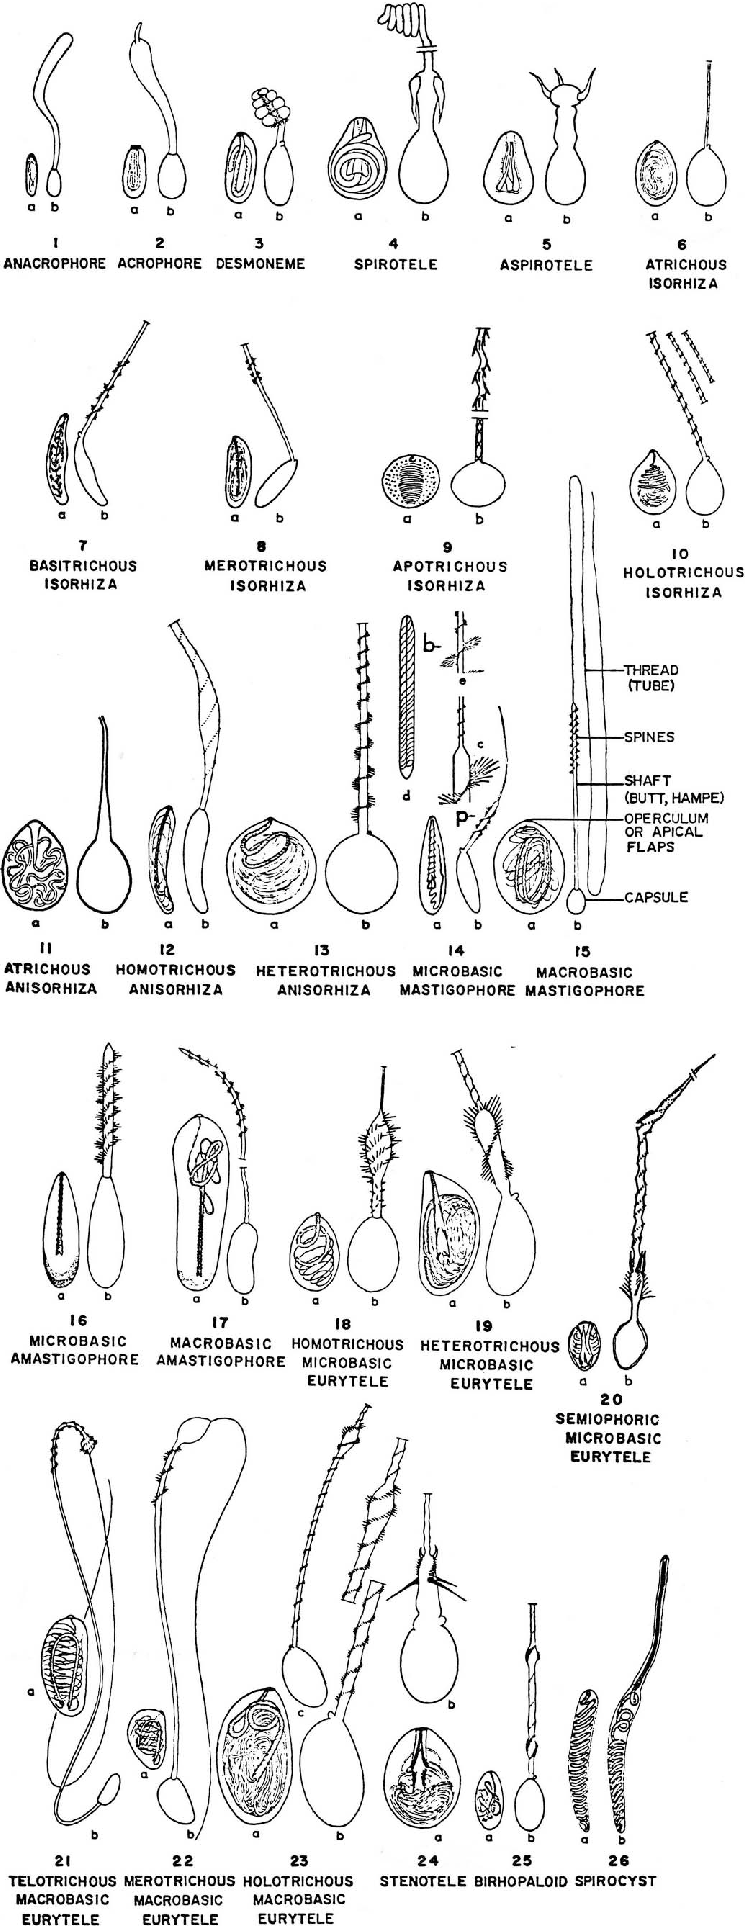 a b a b a b a b a b a b
1 2 3 4 5 6
ANACROPHORE ACROPHORE DESMONEME SPIROTELE ASPIROTELE ATRICHOUS
ISORHIZA
a b a b a b a b
7 8 9 10
BASITRICHOUS MEROTRICHOUS APOTRICHOUS HOLOTRICHOUS
ISORHIZA ISORHIZA ISORHIZA ISORHIZA
b- e
THREAD
(TUBE)
SPINES
c
d
SHAFT
(BUTT, HAMPE)
p-
OPERCULUM
OR APICAL
FLAPS
CAPSULE
a b a b a b a b a b
11 12 13 14 15
ATRICHOUS HOMOTRICHOUS HETEROTRICHOUS MICROBASIC MACROBASIC
ANISORHIZA ANISORHIZA ANISORHIZA MASTIGOPHORE MASTIGOPHORE
a b a b a b a b
16 17 18 19
MICROBASIC MACROBASIC HOMOTRICHOUS HETEROTRICHOUS
AMASTIGOPHORE AMASTIGOPHORE MICROBASIC MICROBASIC
EURYTELE EURYTELE
a b
20
SEMIOPHORIC
MICROBASIC
EURYTELE
a
b
a b
a b c
a b
a b
a b
21 22 23 24 25 26
TELOTRICHOUS MEROTRICHOUS HOLOTRICHOUS STENOTELE BIRHOPALOID SPIROCYST
MACROBASIC MACROBASIC MACROBASIC
EURYTELE EURYTELE EURYTELE